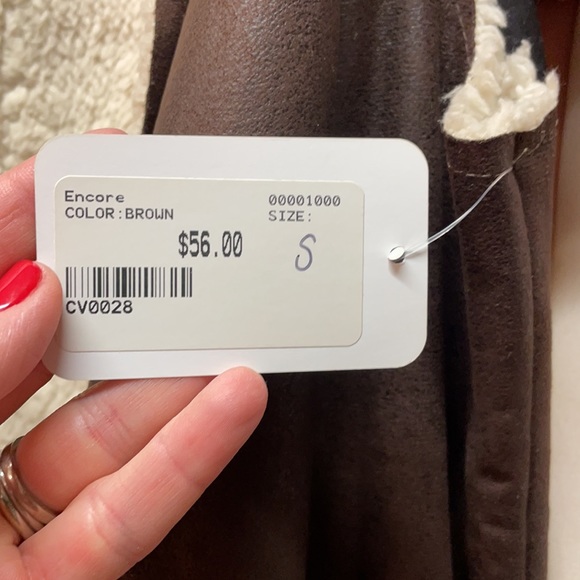 Encore 00001000
COLOR:BROWN SIZE:
$56.00 S
CV0028